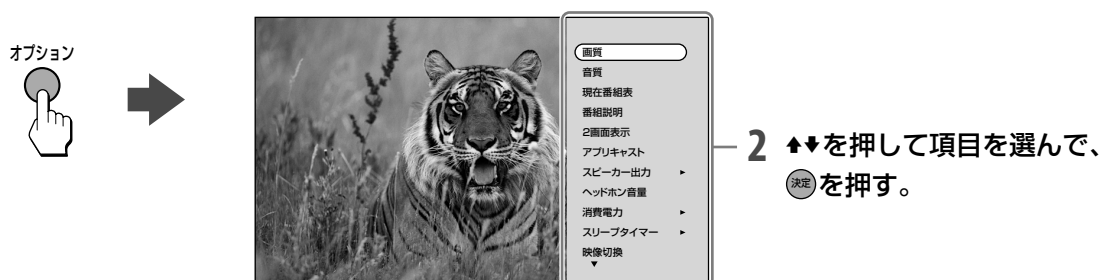 オプション
画質
音質
現在番組表
番組説明
2画面表示
アプリキャスト
スピーカー出力 ►
ヘッドホン音量
消費電力 ►
スリープタイマー ►
映像切換
▼
2 ♠♥を押して項目を選んで、
決定を押す。